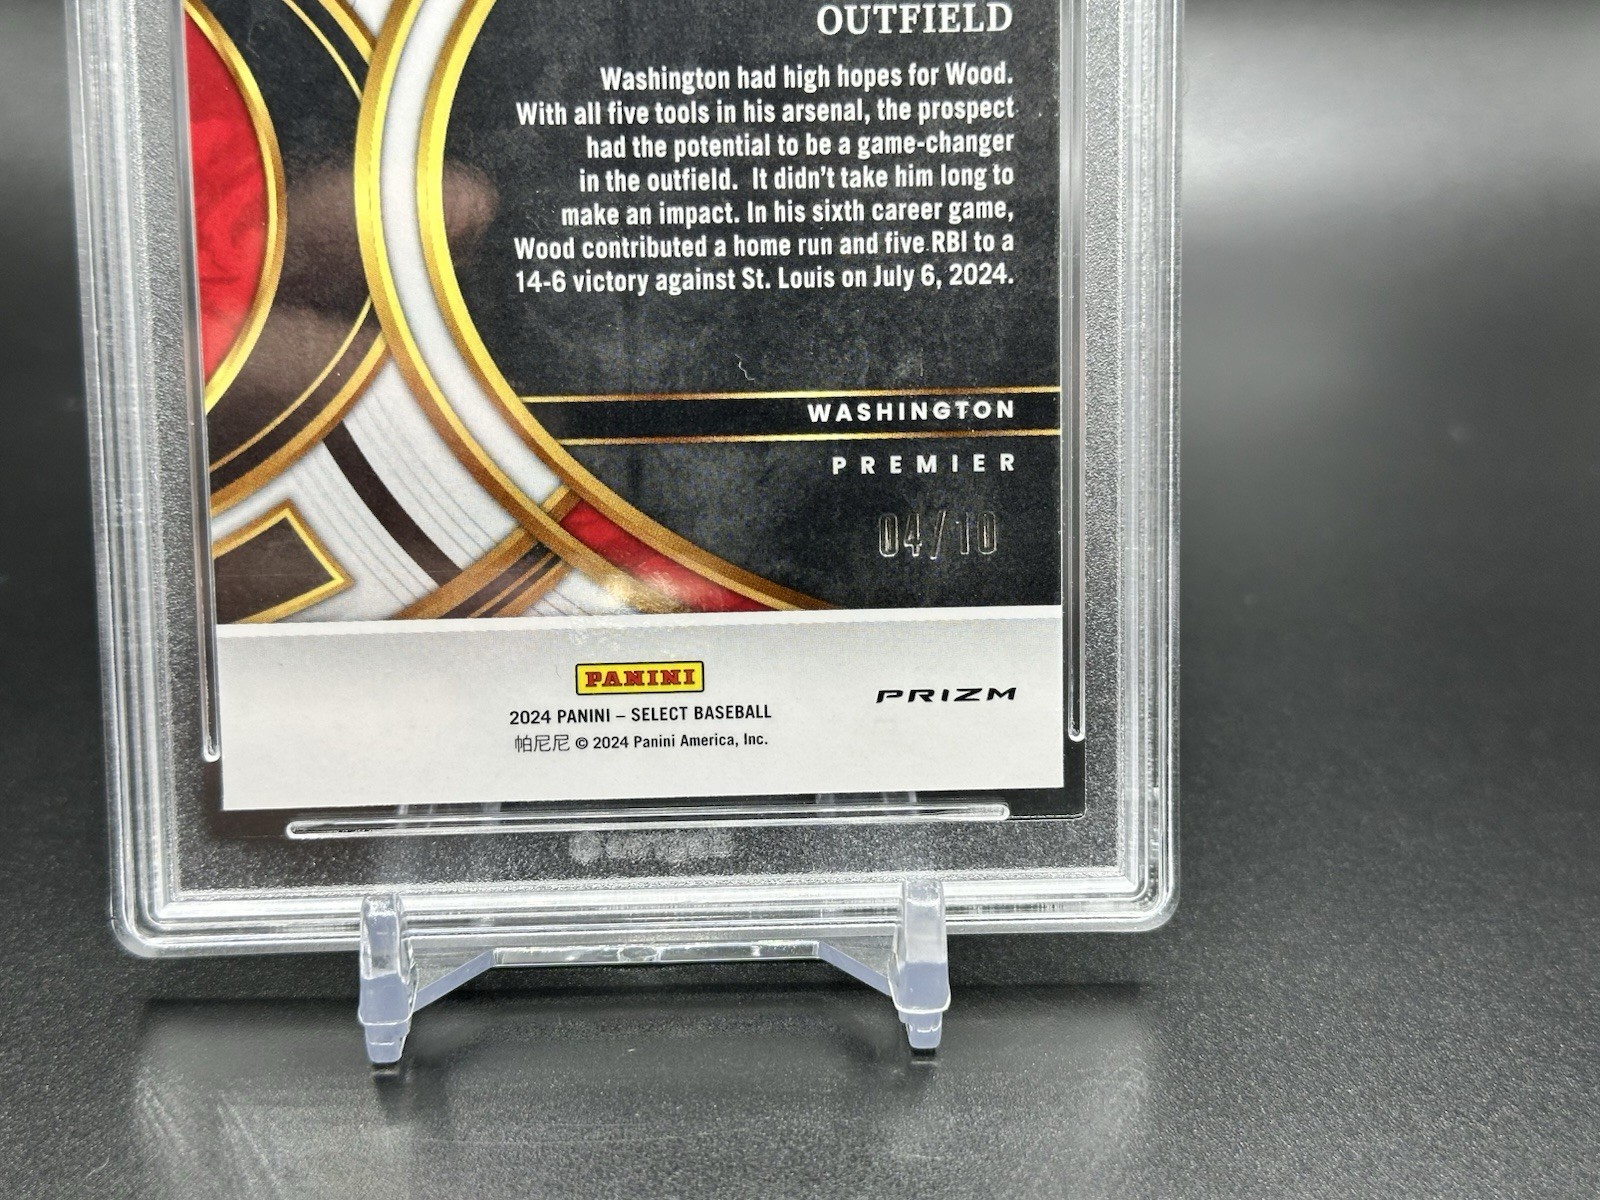 OUTFIELD
Washington had high hopes for Wood.
With all five tools in his arsenal, the prospect
had the potential to be a game-changer
in the outfield. It didn't take him long to
make an impact. In his sixth career game,
Wood contributed a home run and five RBI to a
14-6 victory against St. Louis on July 6, 2024.
WASHINGTON
PREMIER
04/10
PANINI
PRIZM
2024 PANINI – SELECT BASEBALL
帕尼尼 © 2024 Panini America, Inc.